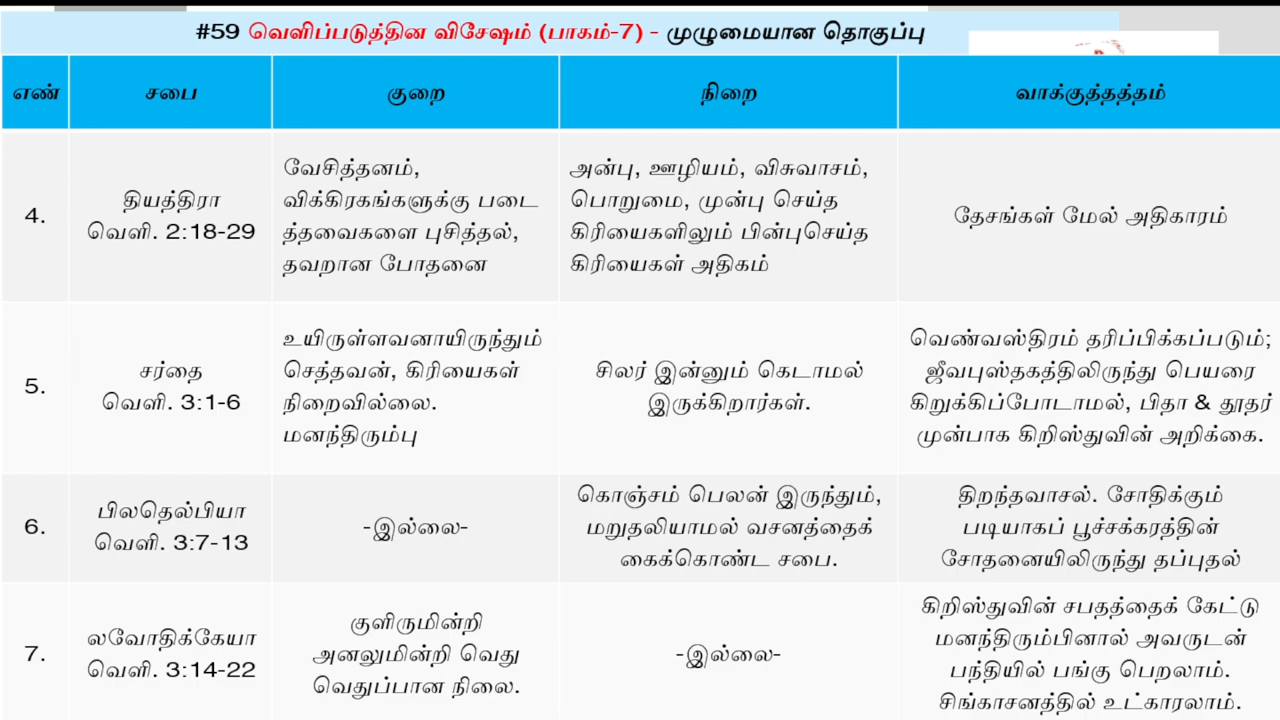 #59 வெளிப்படுத்தின விசேஷம் (பாகம்-7) - முழுமையான தொகுப்பு
எண்
சபை
குறை
நிறை
வாக்குத்தத்தம்
4.
தியத்திரா
வெளி. 2:18-29
வேசித்தனம்,
விக்கிரகங்களுக்கு படை
த்தவைகளை புசித்தல்,
தவறான போதனை
அன்பு, ஊழியம், விசுவாசம்,
பொறுமை, முன்பு செய்த
கிரியைகளிலும் பின்புசெய்த
கிரியைகள் அதிகம்
தேசங்கள் மேல் அதிகாரம்
5.
சர்தை
வெளி. 3:1-6
உயிருள்ளவனாயிருந்தும்
செத்தவன், கிரியைகள்
நிறைவில்லை.
மனந்திரும்பு
சிலர் இன்னும் கெடாமல்
இருக்கிறார்கள்.
வெண்வஸ்திரம் தரிப்பிக்கப்படும்;
ஜீவபுஸ்தகத்திலிருந்து பெயரை
கிறுக்கிப்போடாமல், பிதா & தூதர்
முன்பாக கிறிஸ்துவின் அறிக்கை.
6.
பிலதெல்பியா
வெளி. 3:7-13
-இல்லை-
கொஞ்சம் பெலன் இருந்தும்,
மறுதலியாமல் வசனத்தைக்
கைக்கொண்ட சபை.
திறந்தவாசல். சோதிக்கும்
படியாகப் பூச்சக்கரத்தின்
சோதனையிலிருந்து தப்புதல்
7.
லவோதிக்கேயா
வெளி. 3:14-22
குளிருமின்றி
அனலுமின்றி வெது
வெதுப்பான நிலை.
-இல்லை-
கிறிஸ்துவின் சபதத்தைக் கேட்டு
மனந்திரும்பினால் அவருடன்
பந்தியில் பங்கு பெறலாம்.
சிங்காசனத்தில் உட்காரலாம்.